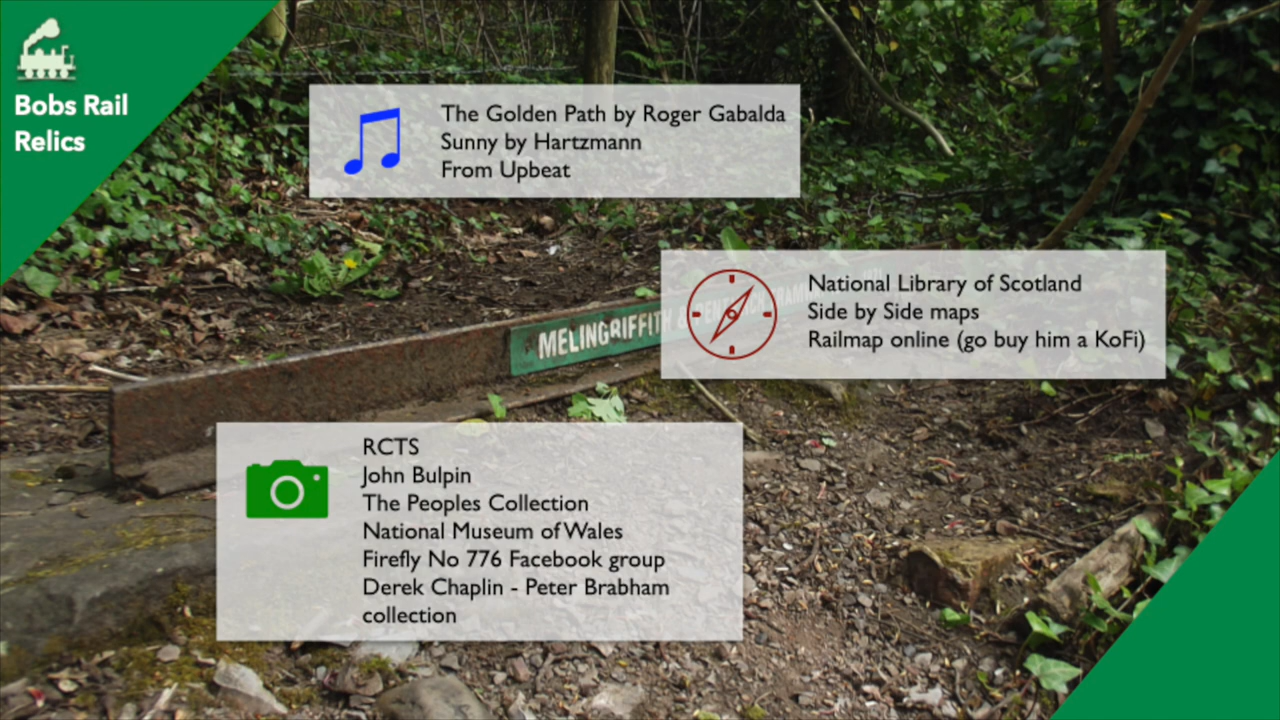 Bobs Rail
Relics
The Golden Path by Roger Gabalda
Sunny by Hartzmann
From Upbeat
National Library of Scotland
Side by Side maps
Railmap online (go buy him a KoFi)
MELINGRIFFITH &
RCTS
John Bulpin
The Peoples Collection
National Museum of Wales
Firefly No 776 Facebook group
Derek Chaplin - Peter Brabham
collection